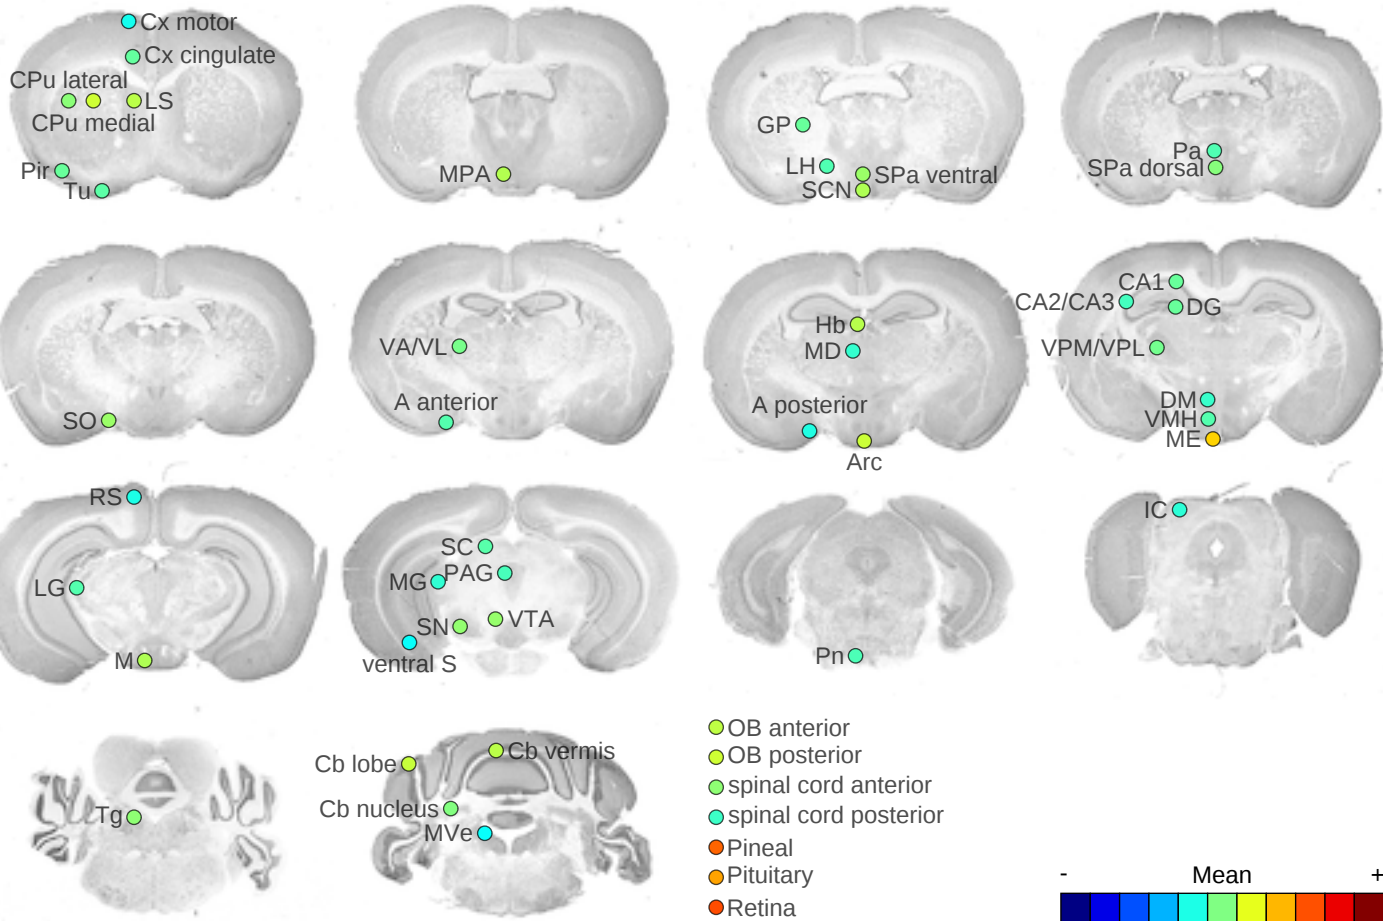 Cx motor
Cx cingulate
CPu lateral
LS
CPu medial
Pir
Tu
MPA
GP
LH
SPa ventral
SCN
Pa
SPa dorsal
SO
VA/VL
A anterior
Hb
MD
A posterior
Arc
CA1
CA2/CA3
DG
VPM/VPL
DM
VMH
ME
RS
LG
M
SC
MG
PAG
SN
VTA
ventral S
Pn
IC
Tg
Cb lobe
Cb vermis
Cb nucleus
MVe
OB anterior
OB posterior
spinal cord anterior
spinal cord posterior
Pineal
Pituitary
Retina
- Mean +